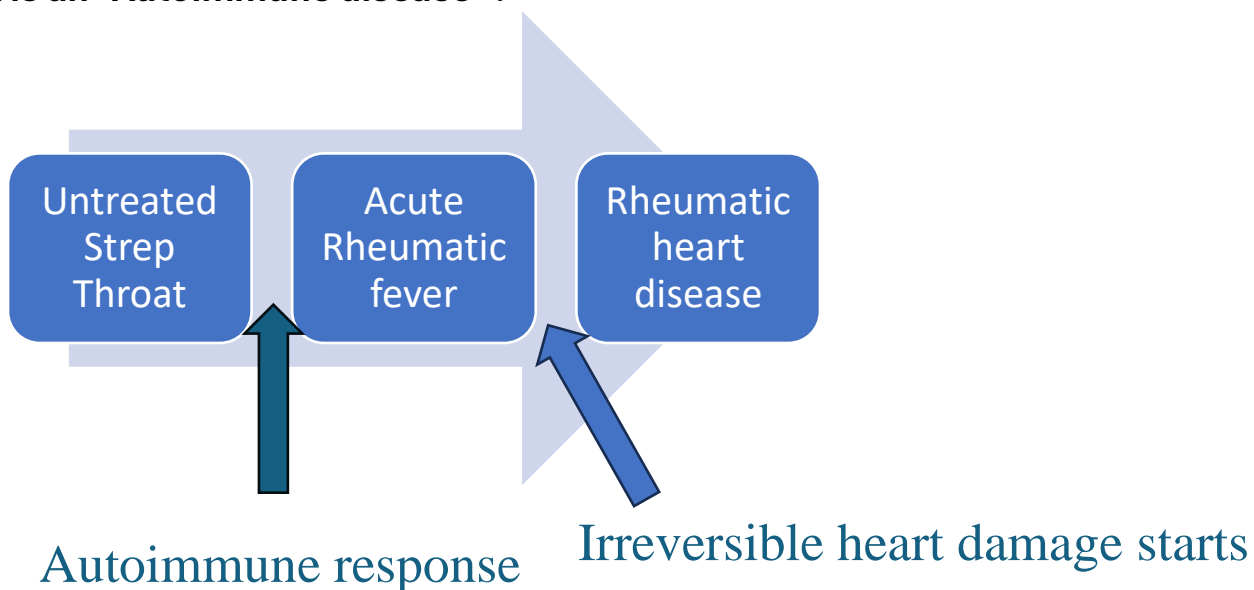 Untreated
Strep
Throat
Acute
Rheumatic
fever
Rheumatic
heart
disease
Autoimmune response
Irreversible heart damage starts